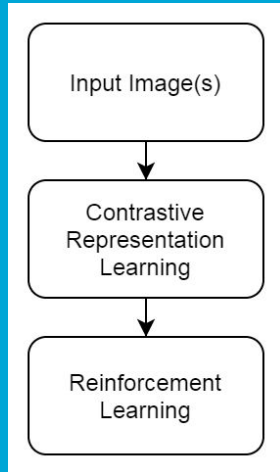 Input Image(s)
Contrastive
Representation
Learning
Reinforcement
Learning